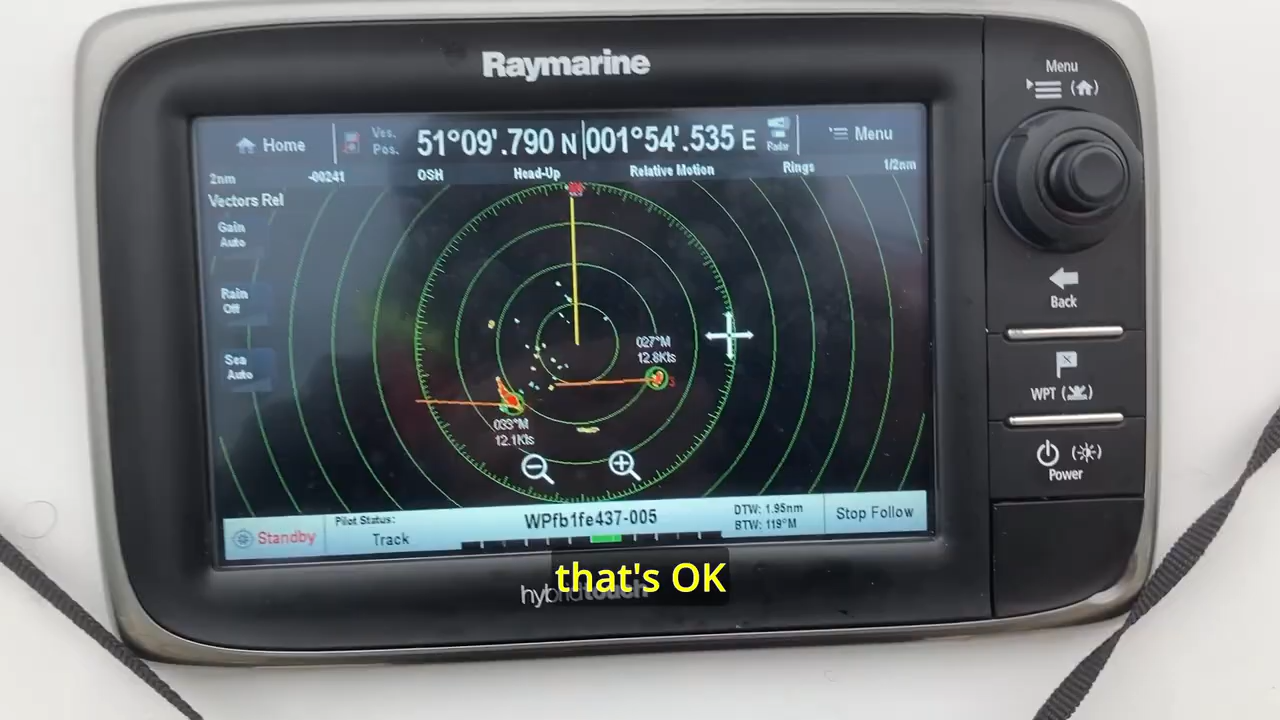 Raymarine
Home
Ves. Pos.
51°09'.790 N
001°54'.535 E
Menu
2nm
-00241
OSH
Head-Up
Relative Motion
Rings
1/2nm
Vectors Rel
Gain
Auto
Rain
Off
Sea
Auto
027°M
12.8Kts
033°M
12.1Kts
Standby
Pilot Status:
Track
WPfb1fe437-005
DTW: 1.95nm
BTW: 119°M
Stop Follow
hybridtouch
that's OK
Menu
Back
WPT
Power